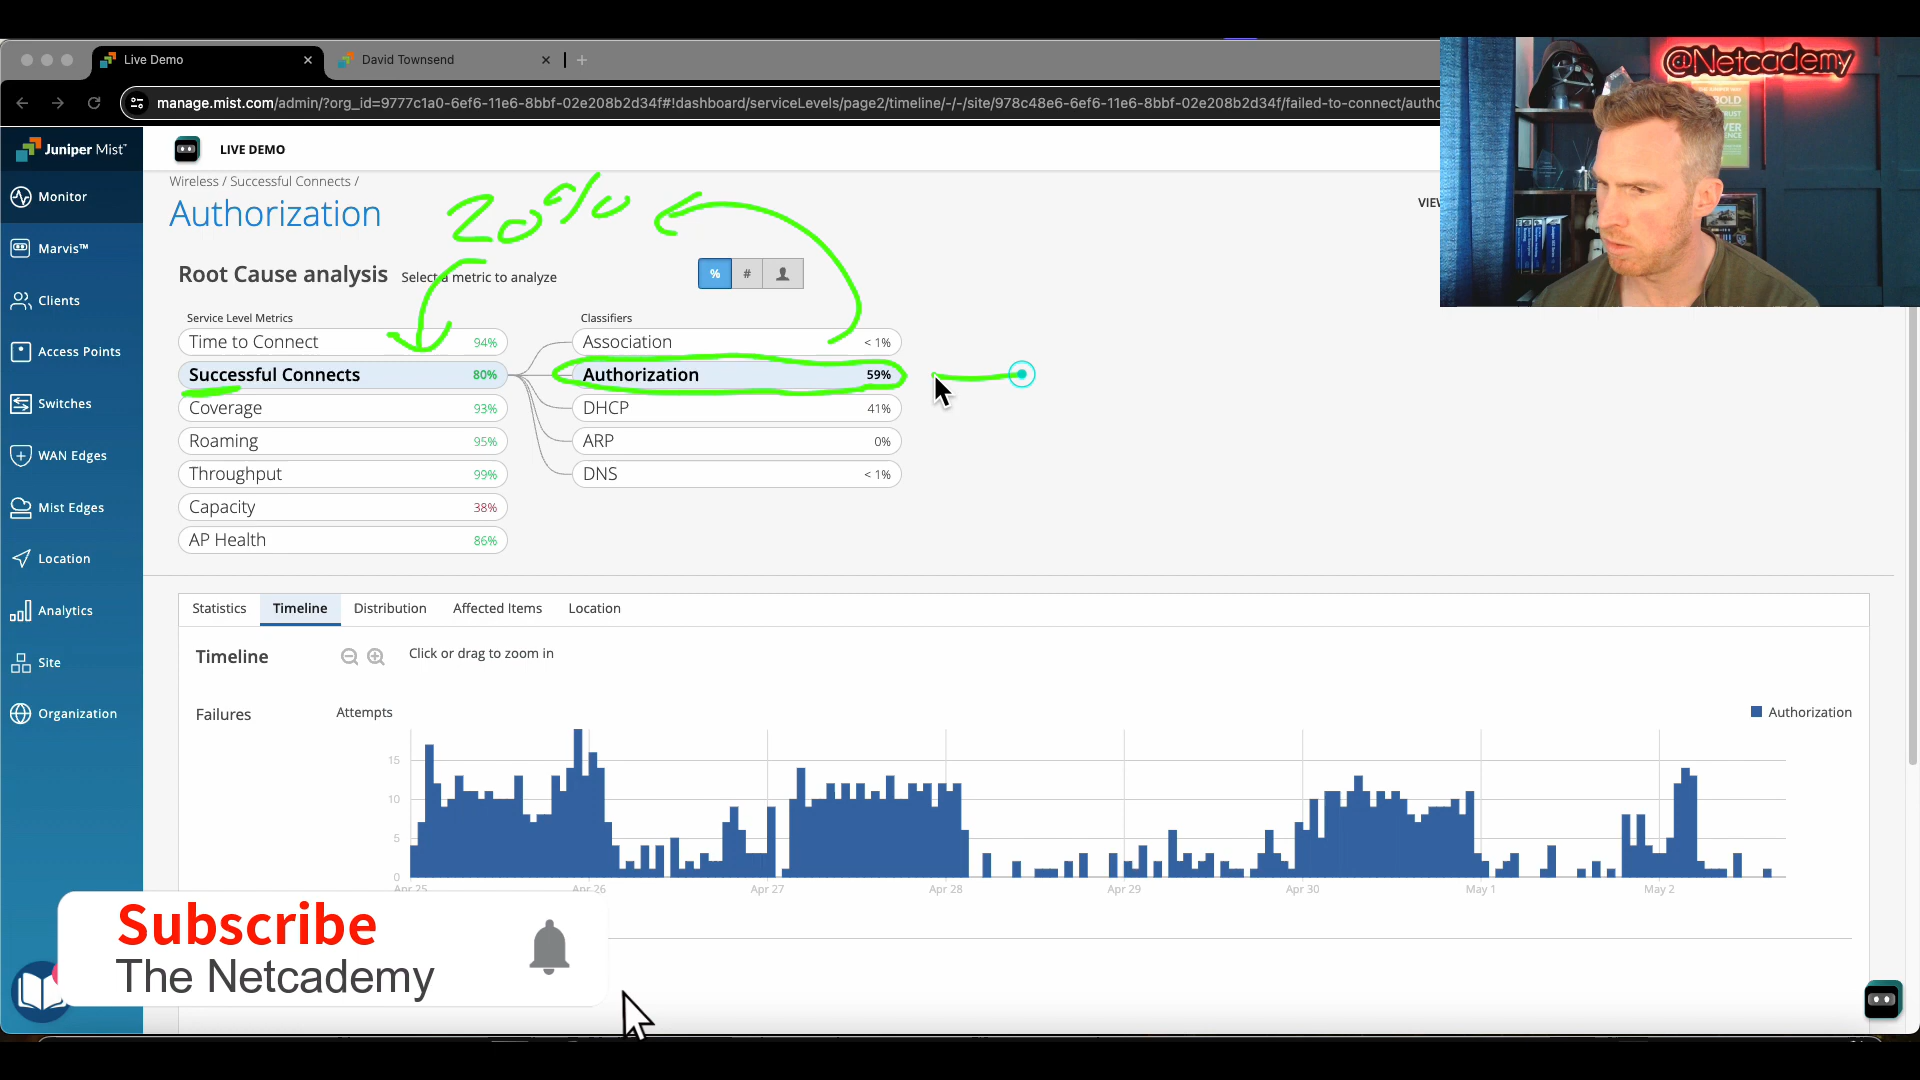 Live Demo
David Townsend
manage.mist.com/admin/?org_id=9777c1a0-6ef6-11e6-8bbf-02e208b2d34f#!dashboard/serviceLevels/page2/timeline/-/-/site/978c48e6-6ef6-11e6-8bbf-02e208b2d34f/failed-to-connect/autho
@Netcademy
Juniper Mist™
LIVE DEMO
Monitor
Marvis™
Clients
Access Points
Switches
WAN Edges
Mist Edges
Location
Analytics
Site
Organization
Wireless / Successful Connects /
Authorization
20%
VIEW
Root Cause analysis Select a metric to analyze
% #
Service Level Metrics
Classifiers
Time to Connect 94%
Successful Connects 80%
Coverage 93%
Roaming 95%
Throughput 99%
Capacity 38%
AP Health 86%
Association < 1%
Authorization 59%
DHCP 41%
ARP 0%
DNS < 1%
Statistics Timeline Distribution Affected Items Location
Timeline
Click or drag to zoom in
Failures
Attempts
Authorization
15
10
5
0
Apr 25 Apr 26 Apr 27 Apr 28 Apr 29 Apr 30 May 1 May 2
Subscribe
The Netcademy